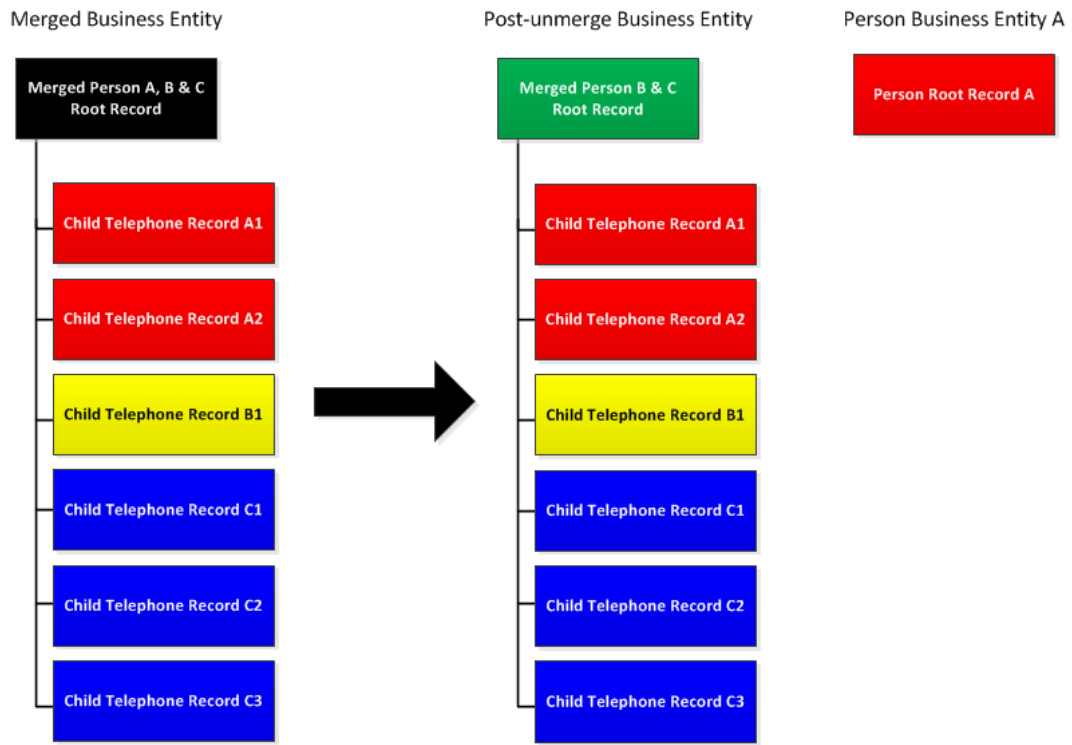 Merged Business Entity
Post-unmerge Business Entity
Person Business Entity A
Merged Person A, B & C
Root Record
Child Telephone Record A1
Child Telephone Record A2
Child Telephone Record B1
Child Telephone Record C1
Child Telephone Record C2
Child Telephone Record C3
Merged Person B & C
Root Record
Child Telephone Record A1
Child Telephone Record A2
Child Telephone Record B1
Child Telephone Record C1
Child Telephone Record C2
Child Telephone Record C3
Person Root Record A